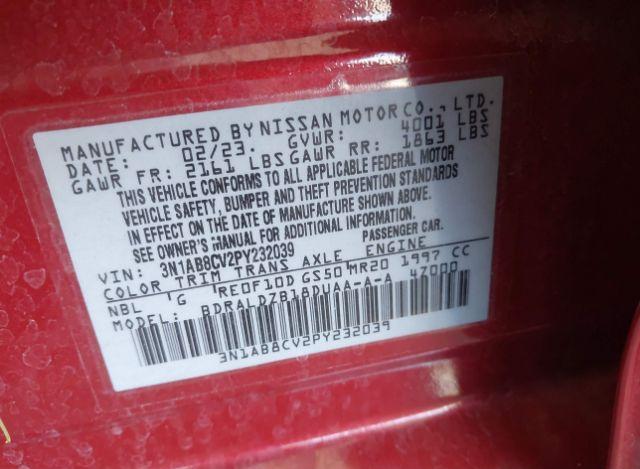 MANUFACTURED BY NISSAN MOTOR CO., LTD.
DATE: 02/23. GVWR: 4001 LBS
GAWR FR: 2161 LBS GAWR RR: 1863 LBS
THIS VEHICLE CONFORMS TO ALL APPLICABLE FEDERAL MOTOR
VEHICLE SAFETY, BUMPER AND THEFT PREVENTION STANDARDS
IN EFFECT ON THE DATE OF MANUFACTURE SHOWN ABOVE.
SEE OWNER'S MANUAL FOR ADDITIONAL INFORMATION.
VIN: 3N1AB8CV2PY232039 PASSENGER CAR.
COLOR TRIM TRANS AXLE ENGINE
NBL G RE0F10D GS50 MR20 1997 CC
MODEL: BDRALDZB18DUAA-A-A 47000
3N1AB8CV2PY232039